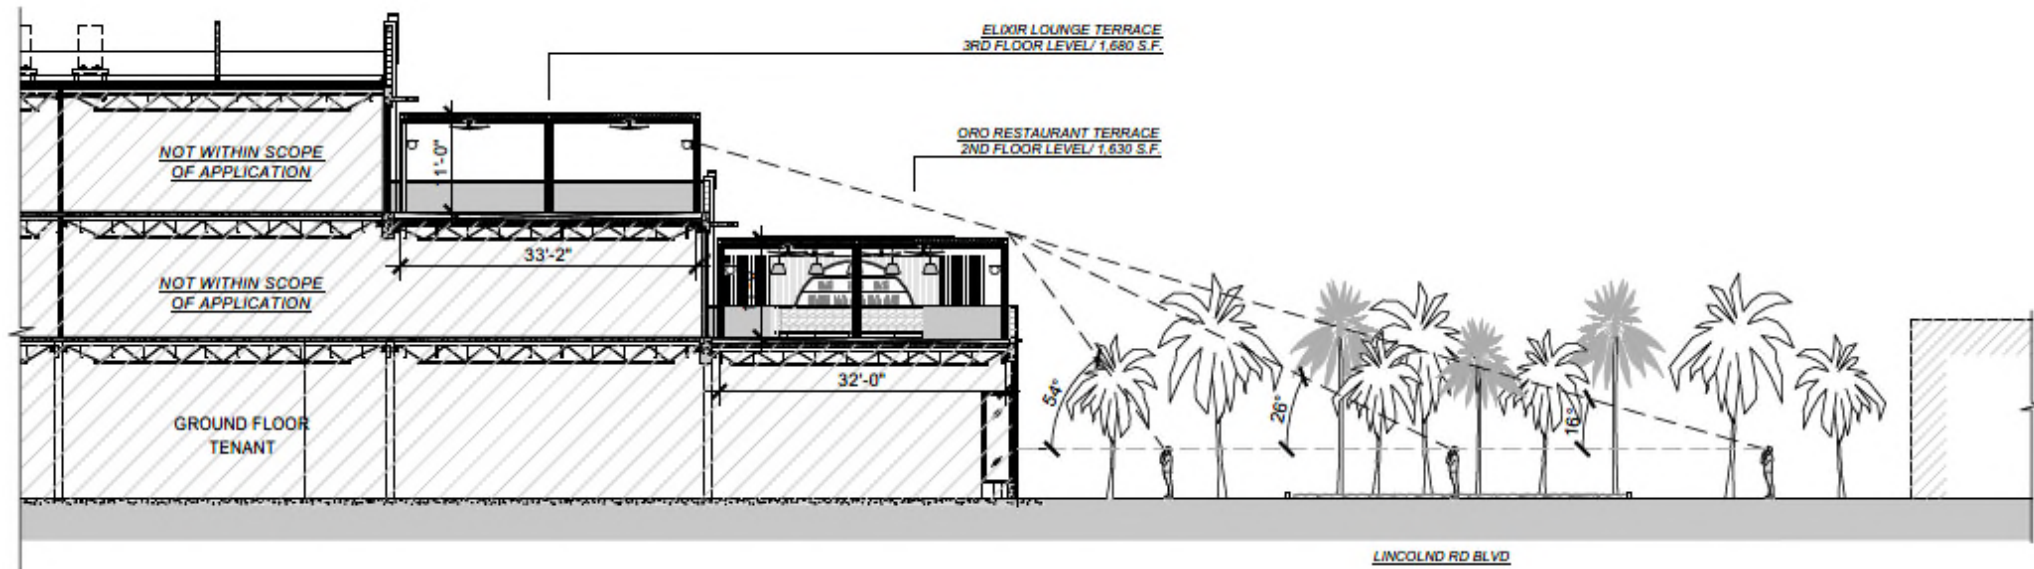 ELIXIR LOUNGE TERRACE
3RD FLOOR LEVEL/ 1,680 S.F.
ORO RESTAURANT TERRACE
2ND FLOOR LEVEL/ 1,630 S.F.
NOT WITHIN SCOPE
OF APPLICATION
1'-0"
33'-2"
NOT WITHIN SCOPE
OF APPLICATION
32'-0"
54°
26°
16°
GROUND FLOOR
TENANT
LINCOLND RD BLVD